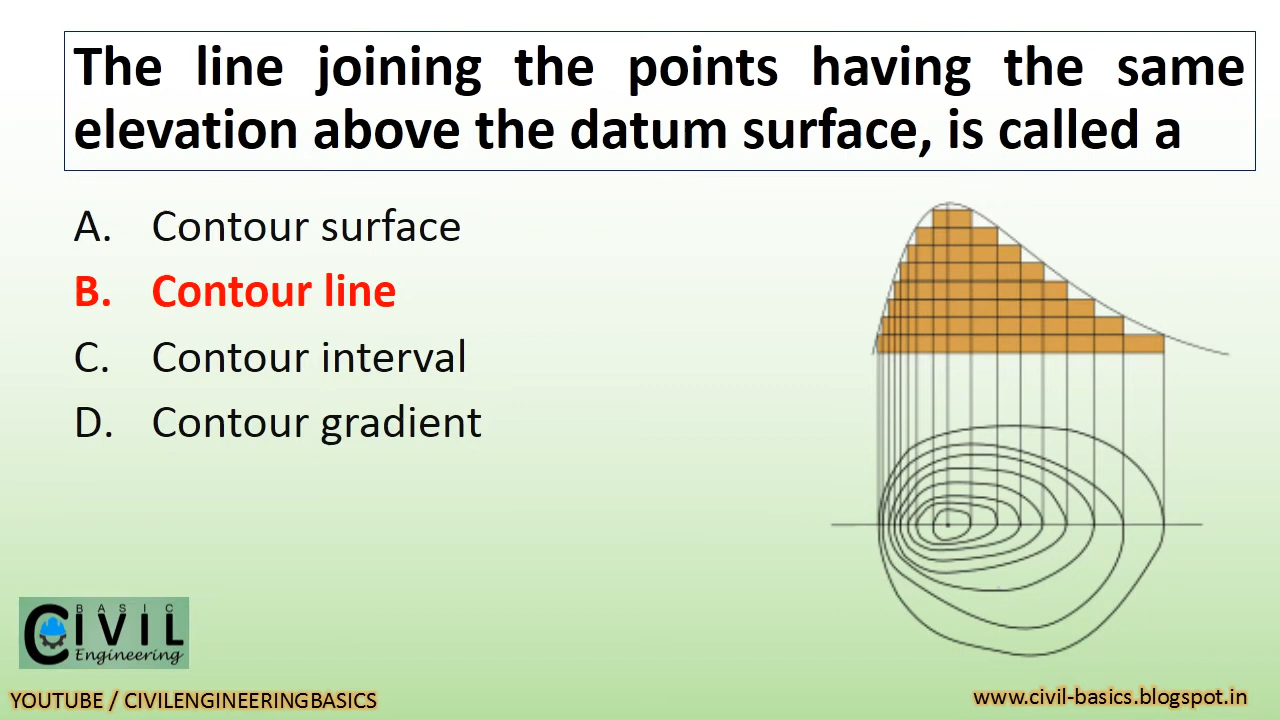 The line joining the points having the same
elevation above the datum surface, is called a
A. Contour surface
B. Contour line
C. Contour interval
D. Contour gradient
BASIC
CIVIL
Engineering
YOUTUBE / CIVILENGINEERINGBASICS
www.civil-basics.blogspot.in